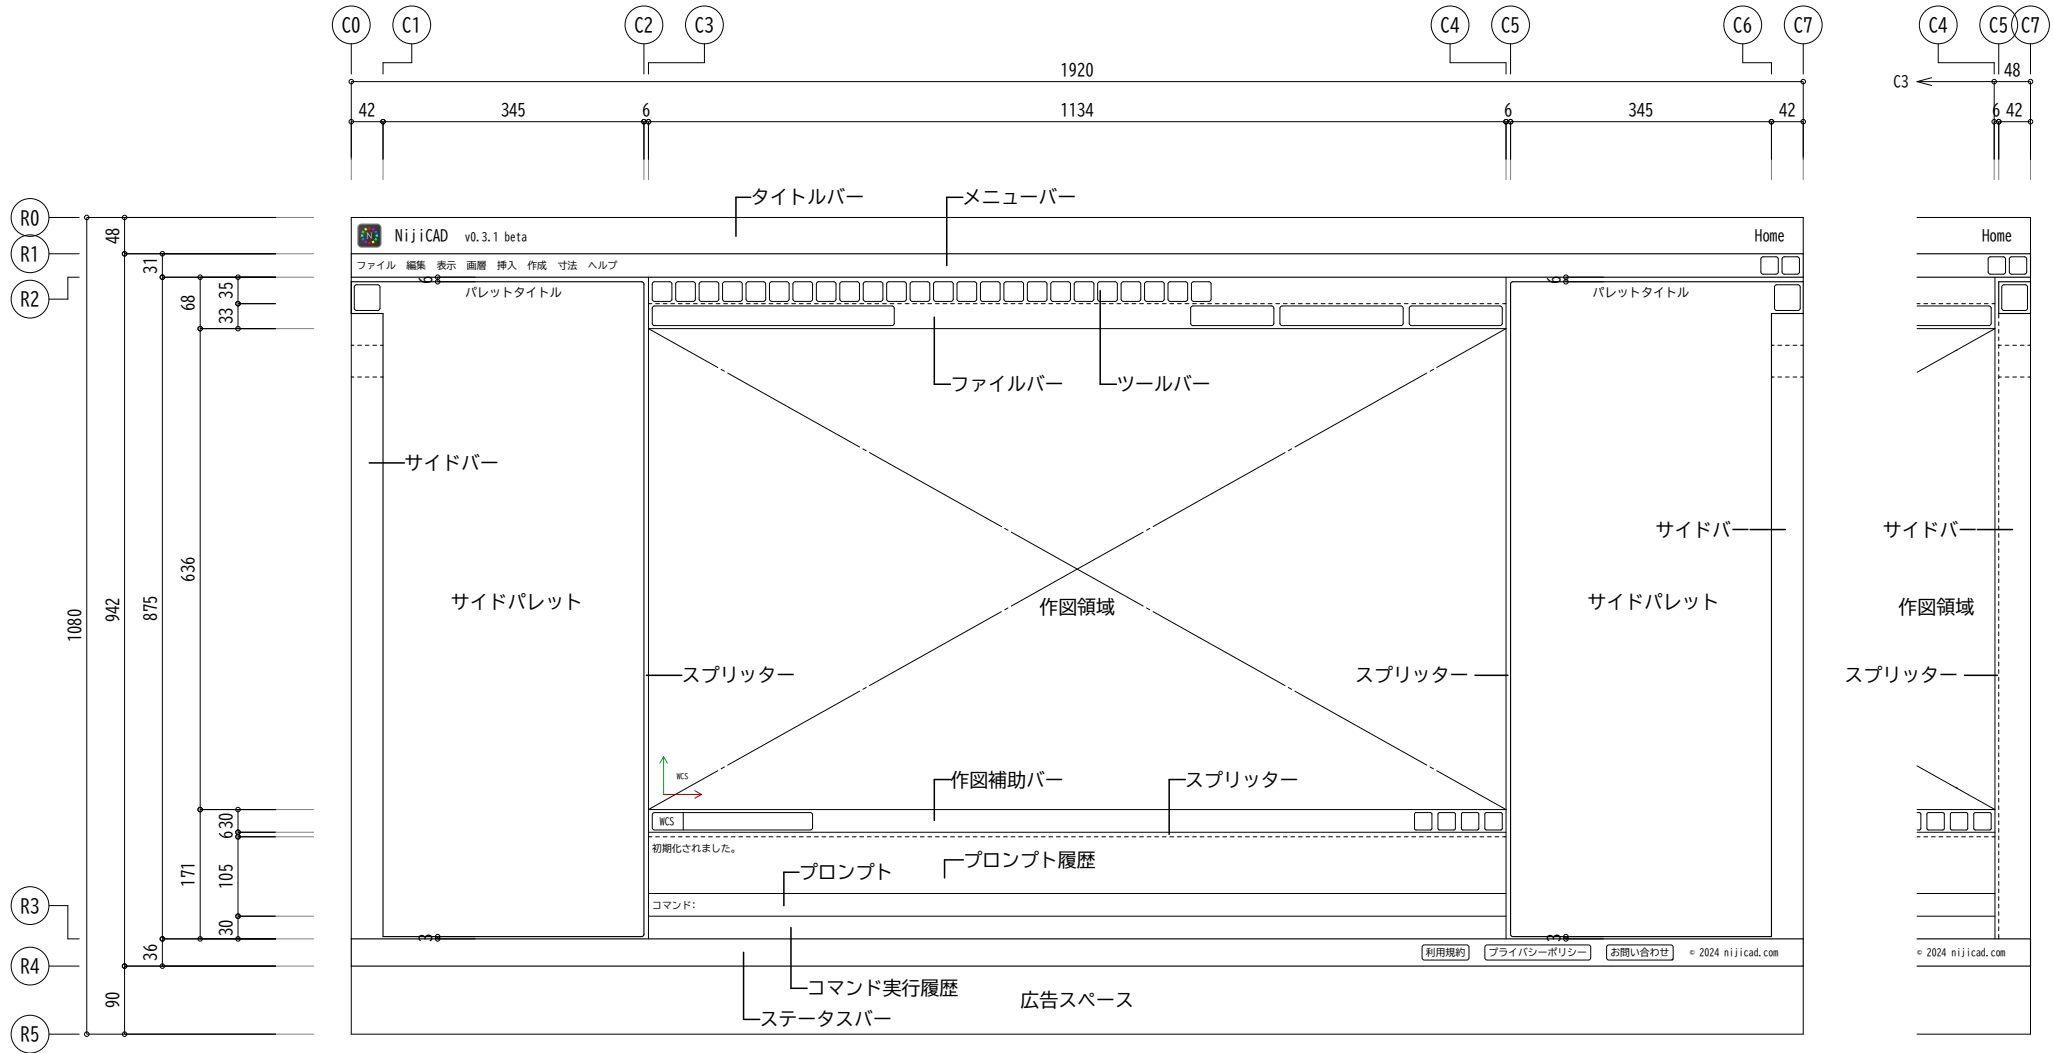 C0 C1 C2 C3 C4 C5 C6 C7 C4 C5 C7
1920 48
C3
42 345 6 1134 6 345 42 6 42
タイトルバー メニューバー
R0
48
NijiCAD v0.3.1 beta Home Home
R1
31
ファイル 編集 表示 画層 挿入 作成 寸法 ヘルプ
R2
6 6
68 35 33
パレットタイトル パレットタイトル
ファイルバー ツールバー
サイドバー
サイドバー サイドバー
636
1080 942 875
サイドパレット 作図領域 サイドパレット 作図領域
スプリッター スプリッター スプリッター
WCS
作図補助バー スプリッター
30
6
WCS
初期化されました。
171 105
プロンプト プロンプト履歴
R3
コマンド:
30
3 3
36
利用規約 プライバシーポリシー お問い合わせ © 2024 nijicad.com © 2024 nijicad.com
R4
90
コマンド実行履歴 広告スペース
ステータスバー
R5